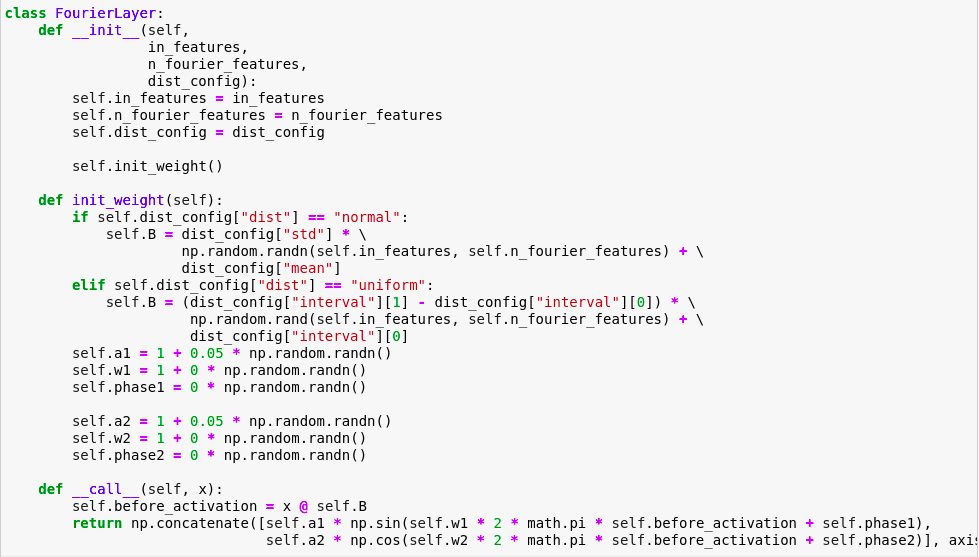 class FourierLayer:
    def __init__(self,
                 in_features,
                 n_fourier_features,
                 dist_config):
        self.in_features = in_features
        self.n_fourier_features = n_fourier_features
        self.dist_config = dist_config

        self.init_weight()

    def init_weight(self):
        if self.dist_config["dist"] == "normal":
            self.B = dist_config["std"] * \
                     np.random.randn(self.in_features, self.n_fourier_features) + \
                     dist_config["mean"]
        elif self.dist_config["dist"] == "uniform":
            self.B = (dist_config["interval"][1] - dist_config["interval"][0]) * \
                      np.random.rand(self.in_features, self.n_fourier_features) + \
                      dist_config["interval"][0]
        self.a1 = 1 + 0.05 * np.random.randn()
        self.w1 = 1 + 0 * np.random.randn()
        self.phase1 = 0 * np.random.randn()

        self.a2 = 1 + 0.05 * np.random.randn()
        self.w2 = 1 + 0 * np.random.randn()
        self.phase2 = 0 * np.random.randn()

    def __call__(self, x):
        self.before_activation = x @ self.B
        return np.concatenate([self.a1 * np.sin(self.w1 * 2 * math.pi * self.before_activation + self.phase1),
                               self.a2 * np.cos(self.w2 * 2 * math.pi * self.before_activation + self.phase2)],